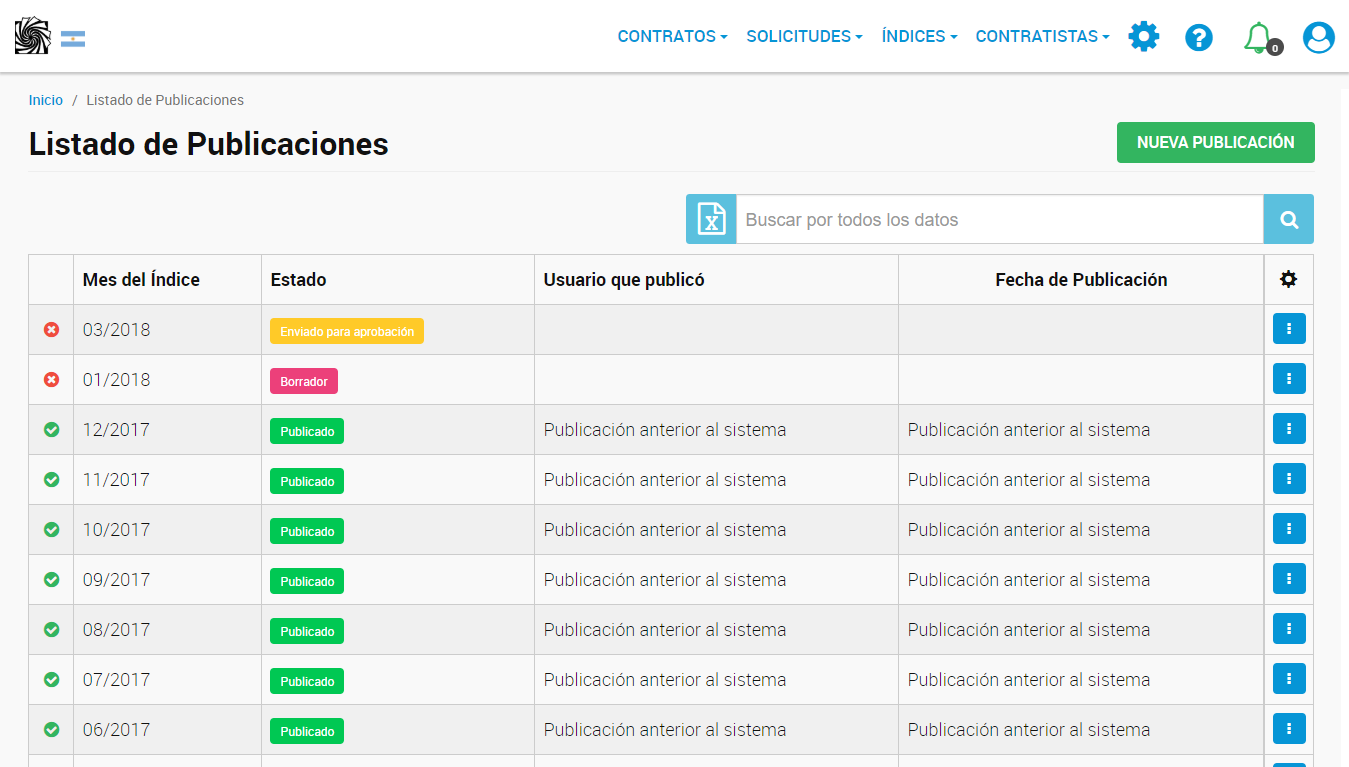 CONTRATOS SOLICITUDES ÍNDICES CONTRATISTAS 0
Inicio / Listado de Publicaciones
Listado de Publicaciones NUEVA PUBLICACIÓN
Buscar por todos los datos
Mes del Índice Estado Usuario que publicó Fecha de Publicación
03/2018 Enviado para aprobación
01/2018 Borrador
12/2017 Publicado Publicación anterior al sistema Publicación anterior al sistema
11/2017 Publicado Publicación anterior al sistema Publicación anterior al sistema
10/2017 Publicado Publicación anterior al sistema Publicación anterior al sistema
09/2017 Publicado Publicación anterior al sistema Publicación anterior al sistema
08/2017 Publicado Publicación anterior al sistema Publicación anterior al sistema
07/2017 Publicado Publicación anterior al sistema Publicación anterior al sistema
06/2017 Publicado Publicación anterior al sistema Publicación anterior al sistema